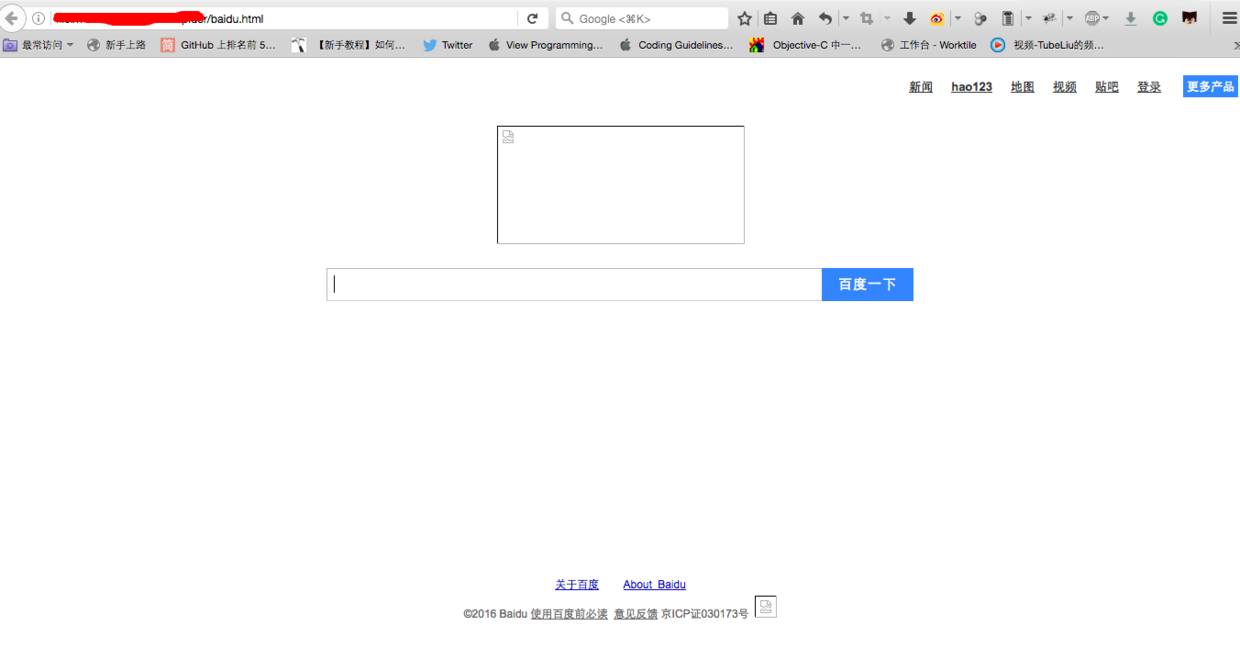 /baidu.html
Google <⌘K>
最常访问
新手上路
GitHub 上排名前 5...
【新手教程】如何...
Twitter
View Programming...
Coding Guidelines...
Objective-C 中一...
工作台 - Worktile
视频-TubeLiu的频...
新闻
hao123
地图
视频
贴吧
登录
更多产品
百度一下
关于百度
About Baidu
©2016 Baidu 使用百度前必读 意见反馈 京ICP证030173号